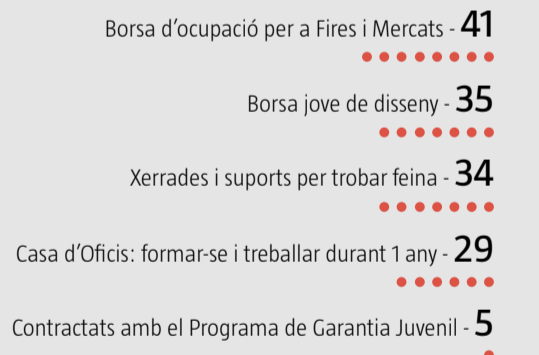 Borsa d’ocupació per a Fires i Mercats - 41
Borsa jove de disseny - 35
Xerrades i suports per trobar feina - 34
Casa d’Oficis: formar-se i treballar durant 1 any - 29
Contractats amb el Programa de Garantia Juvenil - 5